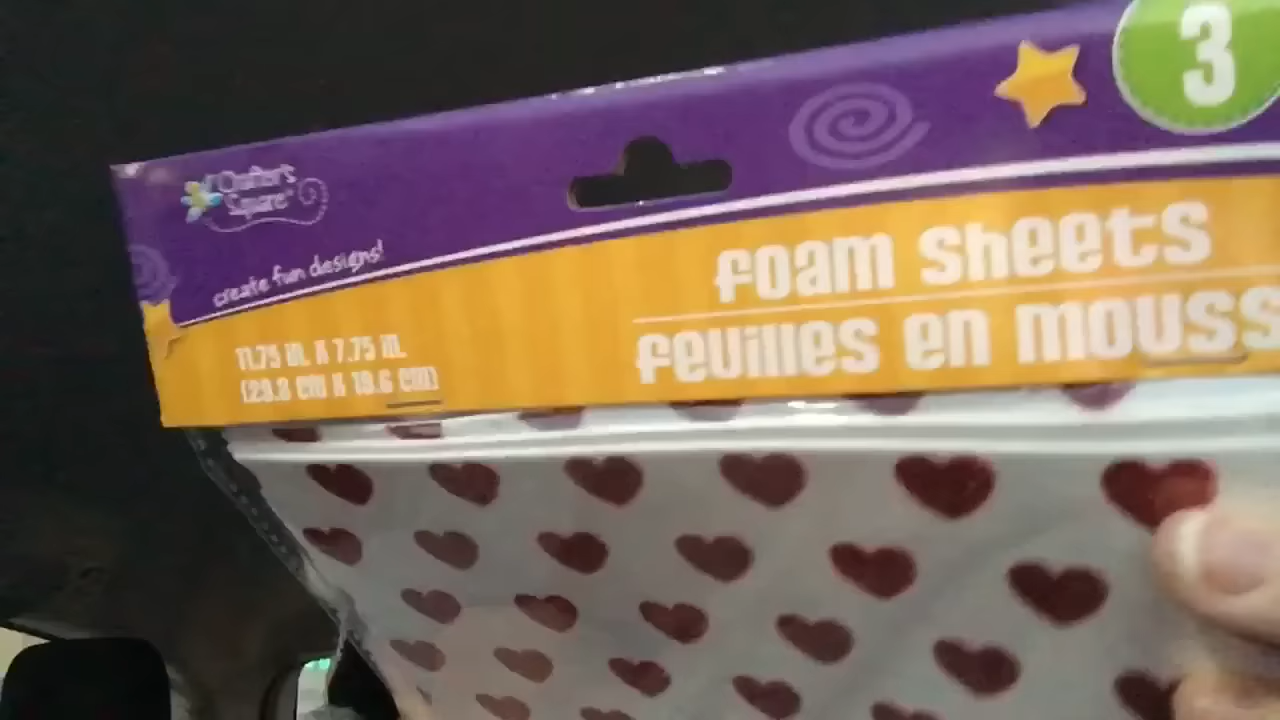 3
Crafter's
Square
create fun designs!
foam sheets
feuilles en mouss
11.75 in. x 7.75 in.
(29.8 cm x 19.6 cm)